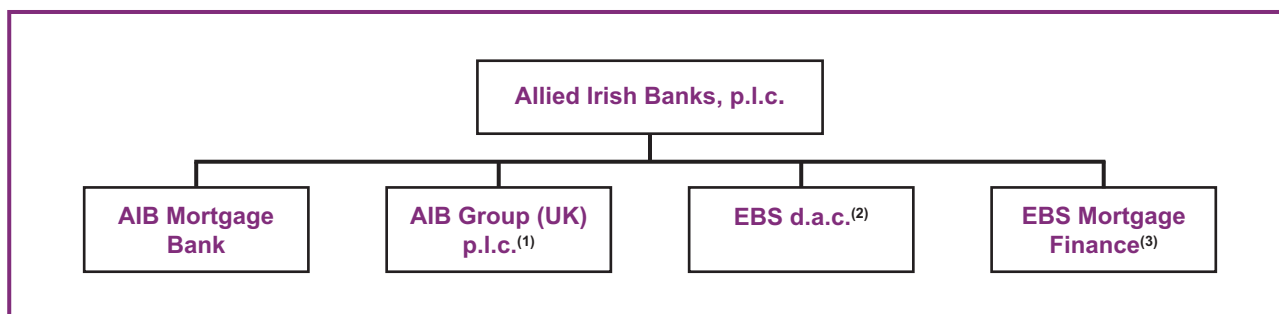 Allied Irish Banks, p.l.c.
AIB Mortgage
Bank
AIB Group (UK)
p.l.c.(1)
EBS d.a.c.(2)
EBS Mortgage
Finance(3)